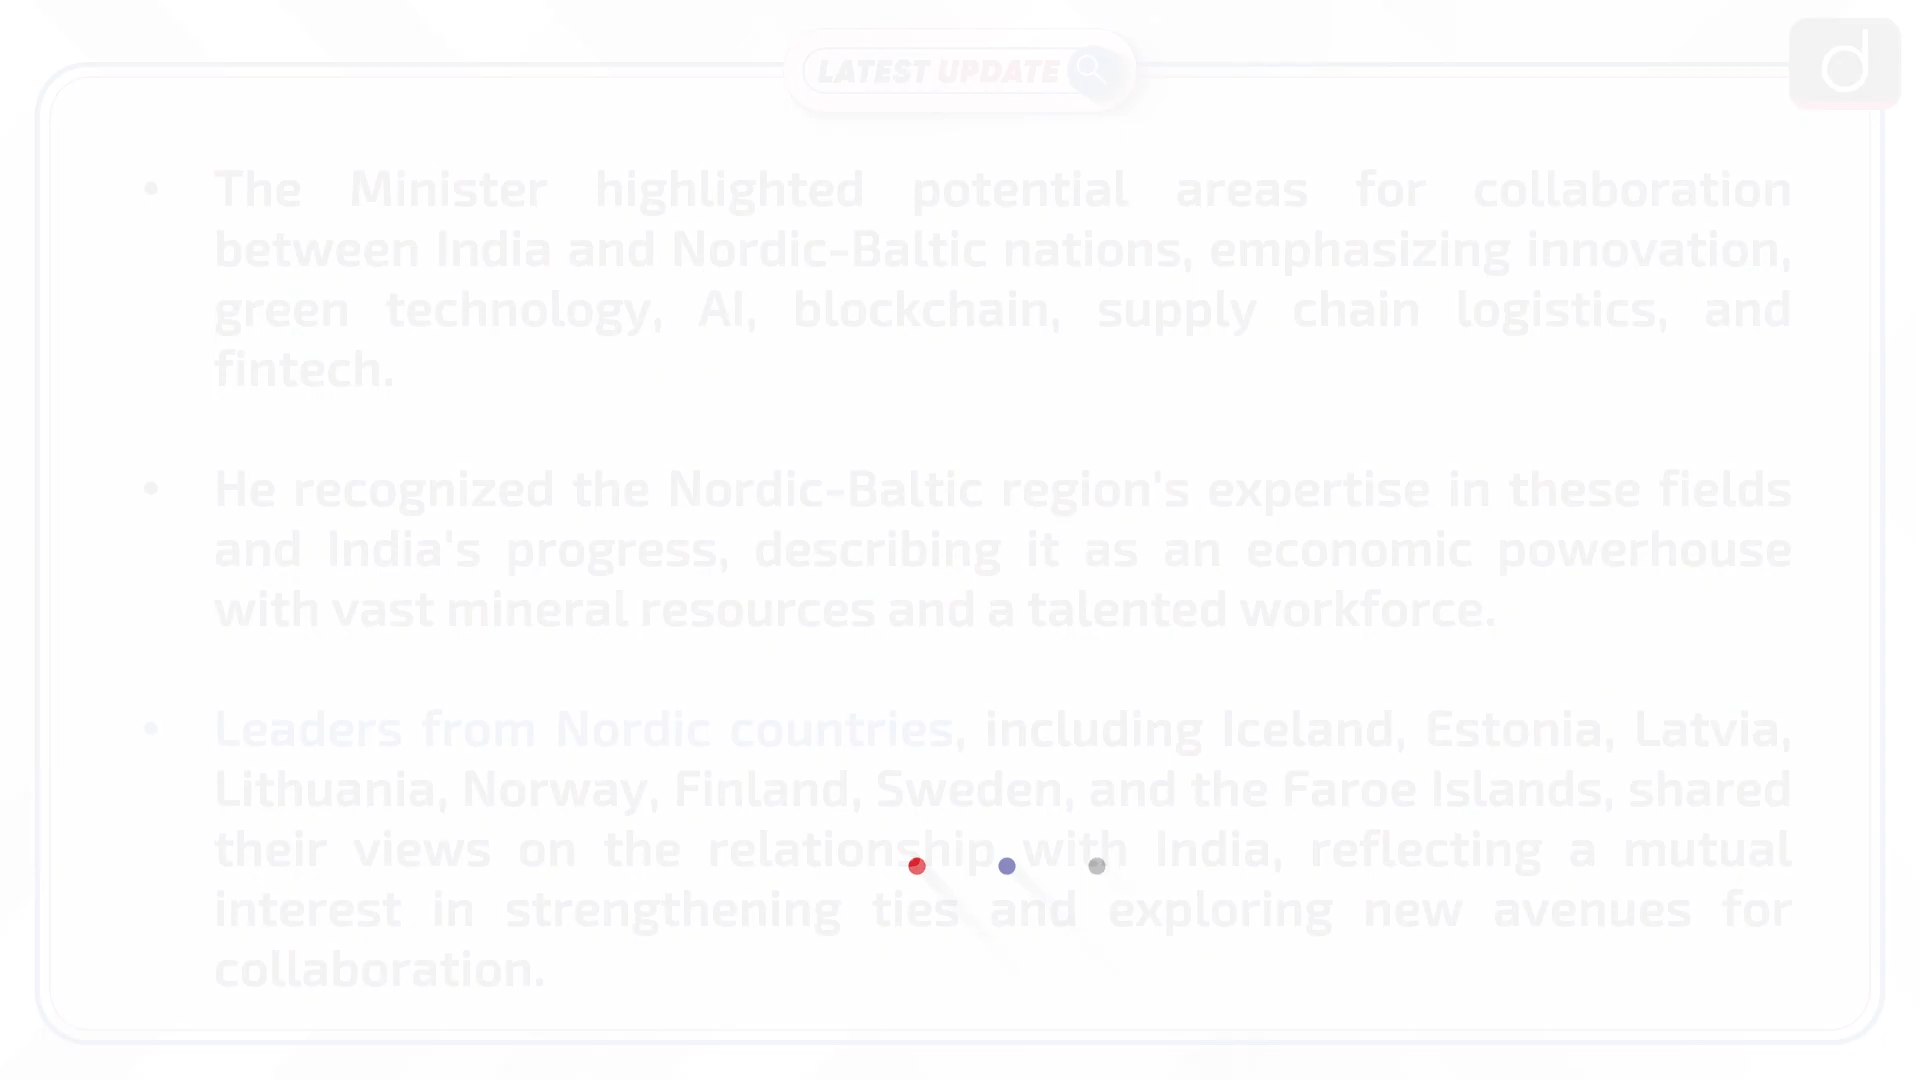 LATEST UPDATE
d
• The Minister highlighted potential areas for collaboration
between India and Nordic-Baltic nations, emphasizing innovation,
green technology, AI, blockchain, supply chain logistics, and
fintech.
• He recognized the Nordic-Baltic region's expertise in these fields
and India's progress, describing it as an economic powerhouse
with vast mineral resources and a talented workforce.
• Leaders from Nordic countries, including Iceland, Estonia, Latvia,
Lithuania, Norway, Finland, Sweden, and the Faroe Islands, shared
their views on the relationship with India, reflecting a mutual
interest in strengthening ties and exploring new avenues for
collaboration.